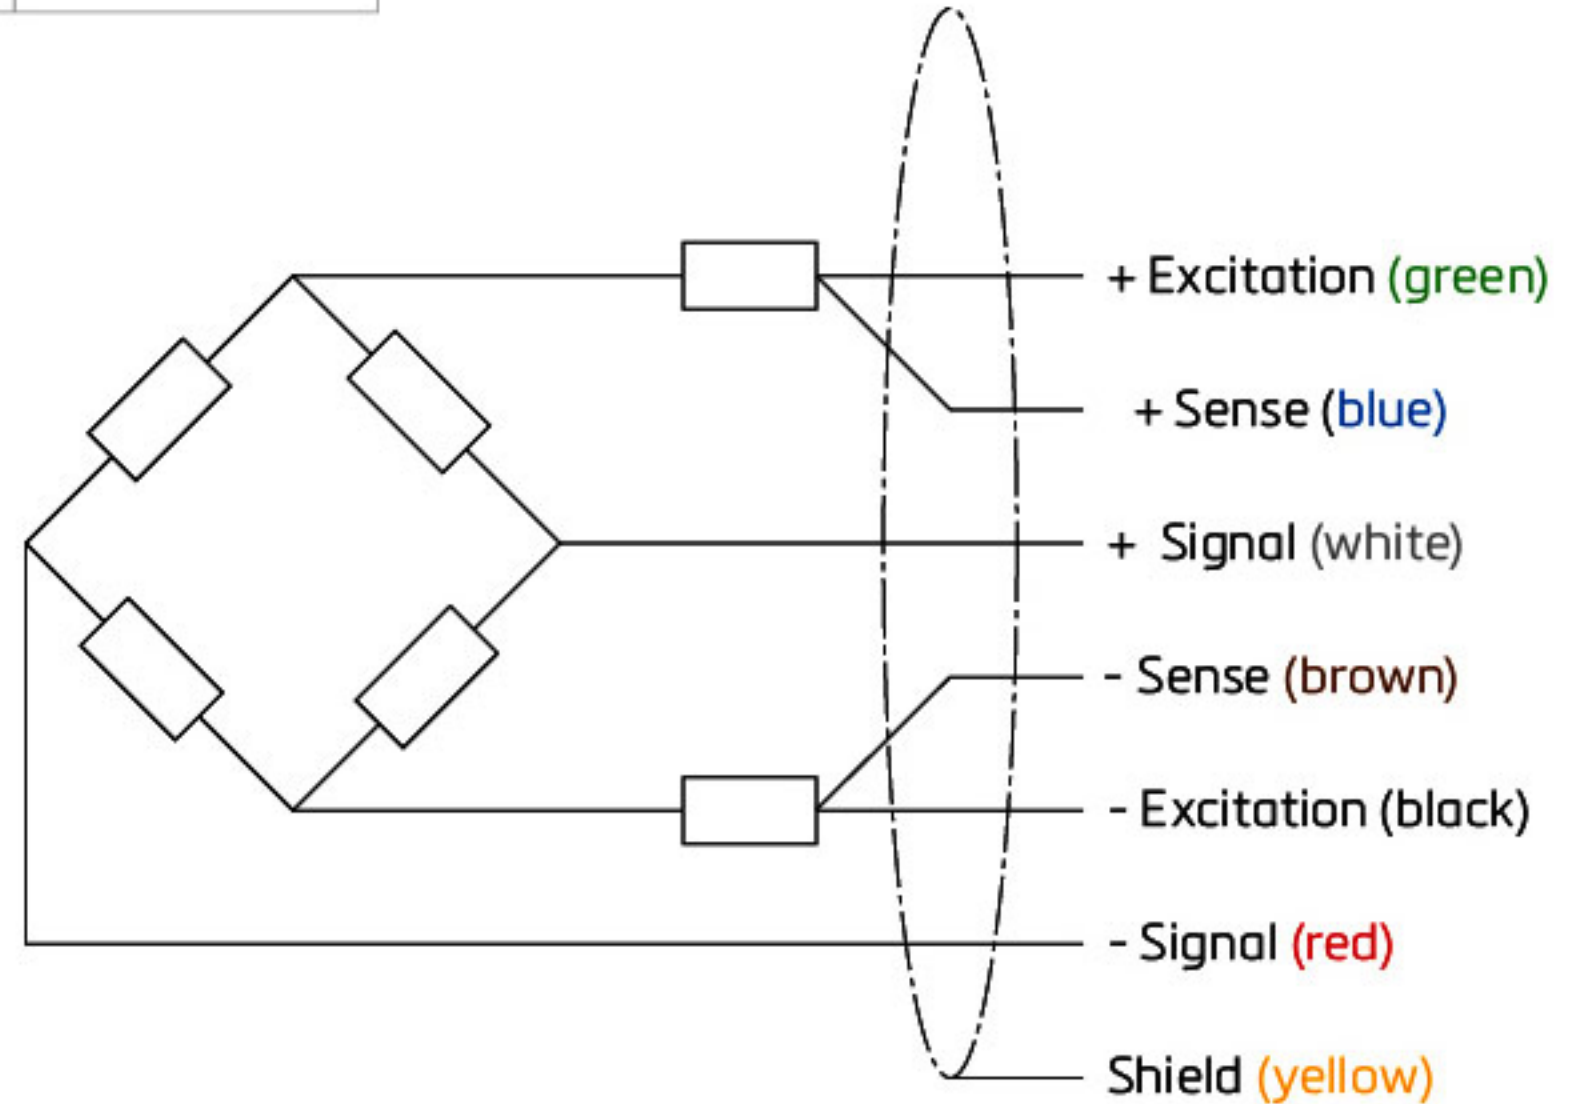 + Excitation (green)
+ Sense (blue)
+ Signal (white)
- Sense (brown)
- Excitation (black)
- Signal (red)
Shield (yellow)